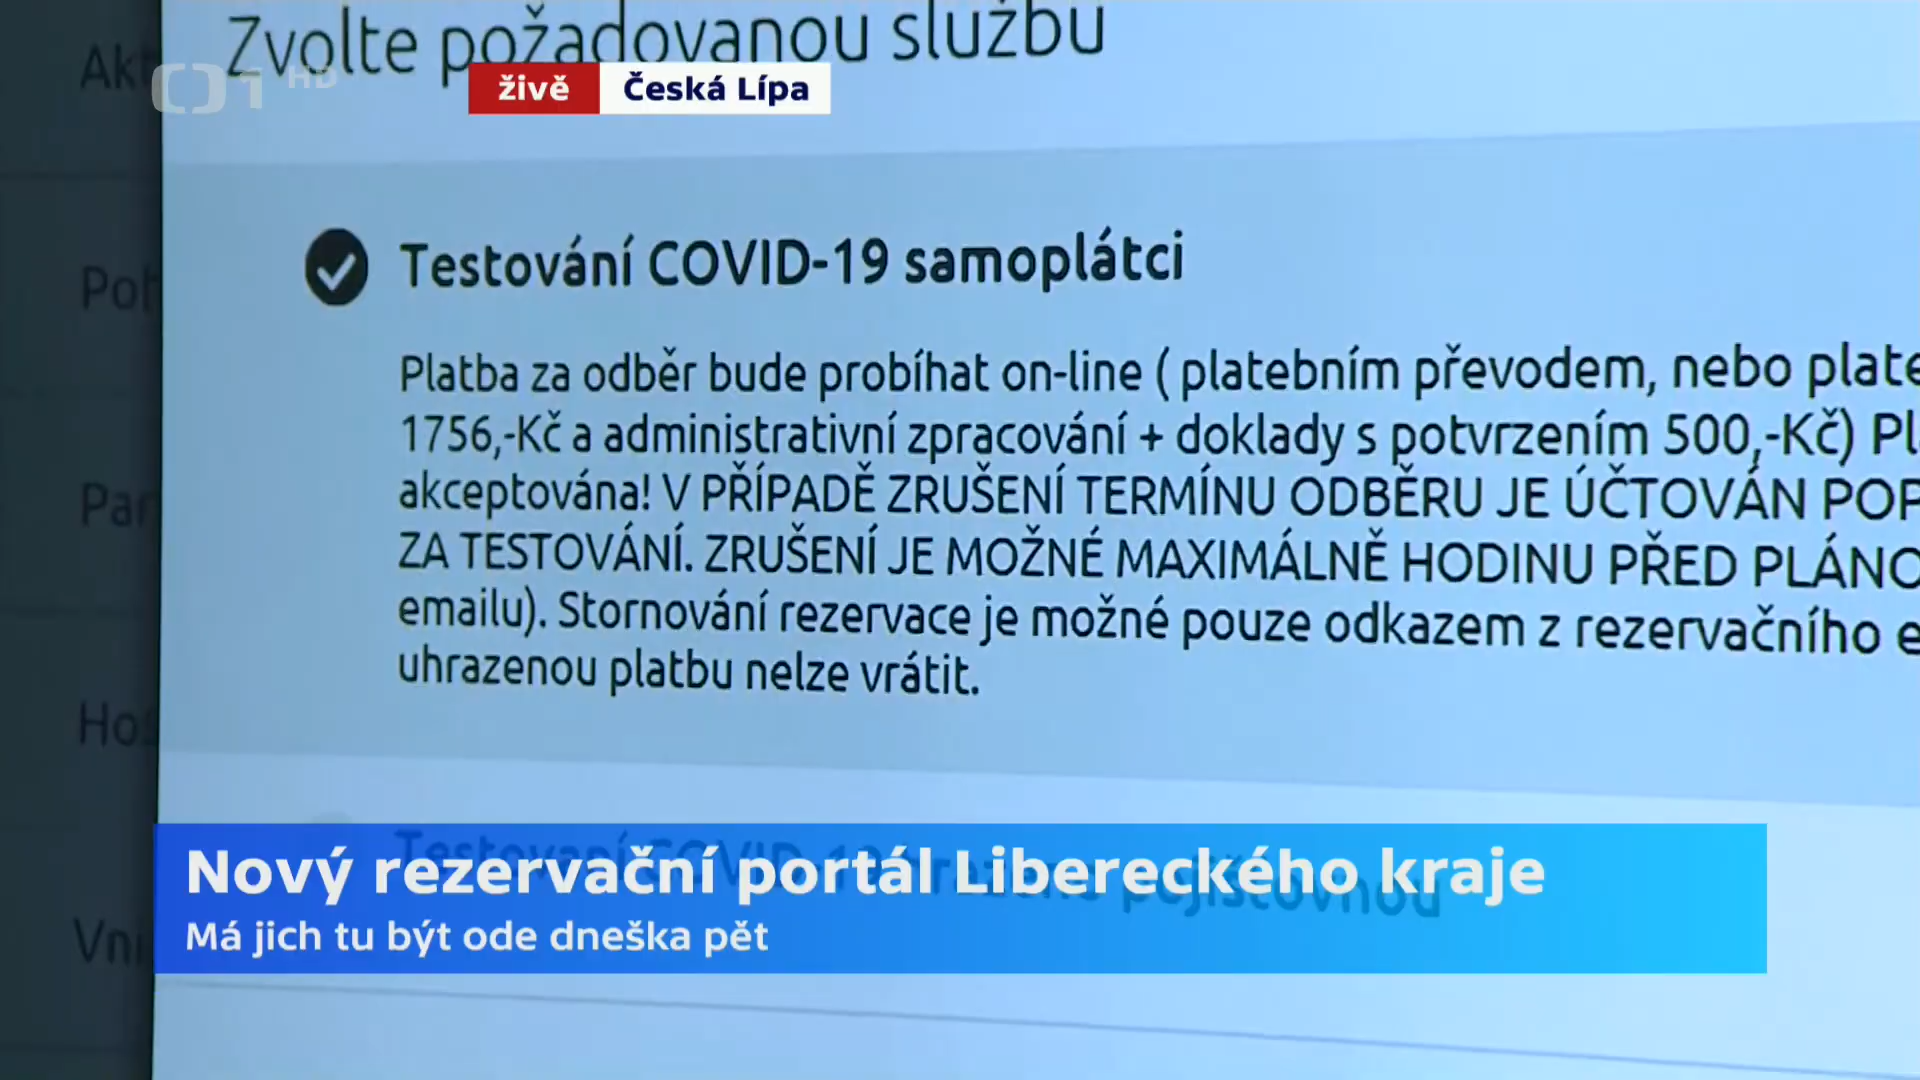 Zvolte požadovanou službu
1 HD
živě Česká Lípa
Testování COVID-19 samoplátci
Platba za odběr bude probíhat on-line ( platebním převodem, nebo plate
1756,-Kč a administrativní zpracování + doklady s potvrzením 500,-Kč) Pl
akceptována! V PŘÍPADĚ ZRUŠENÍ TERMÍNU ODBĚRU JE ÚČTOVÁN POP
ZA TESTOVÁNÍ. ZRUŠENÍ JE MOŽNÉ MAXIMÁLNĚ HODINU PŘED PLÁNO
emailu). Stornování rezervace je možné pouze odkazem z rezervačního e
uhrazenou platbu nelze vrátit.
Nový rezervační portál Libereckého kraje
Má jich tu být ode dneška pět